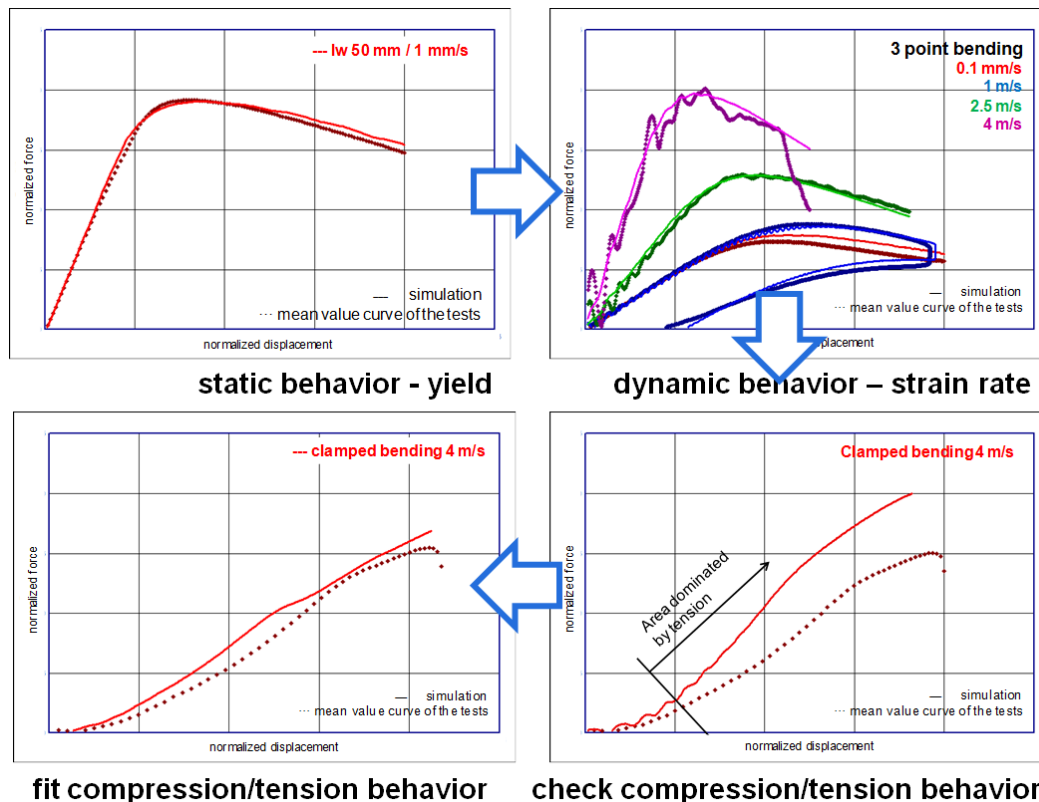 --- lw 50 mm / 1 mm/s
normalized force
— simulation
··· mean value curve of the tests
normalized displacement
static behavior - yield
3 point bending
0.1 mm/s
1 m/s
2.5 m/s
4 m/s
normalized force
— simulation
··· mean value curve of the tests
displacement
dynamic behavior – strain rate
--- clamped bending 4 m/s
normalized force
— simulation
··· mean value curve of the tests
normalized displacement
fit compression/tension behavior
Clamped bending 4 m/s
normalized force
Area dominated
by tension
— simulation
··· mean value curve of the tests
normalized displacement
check compression/tension behavior